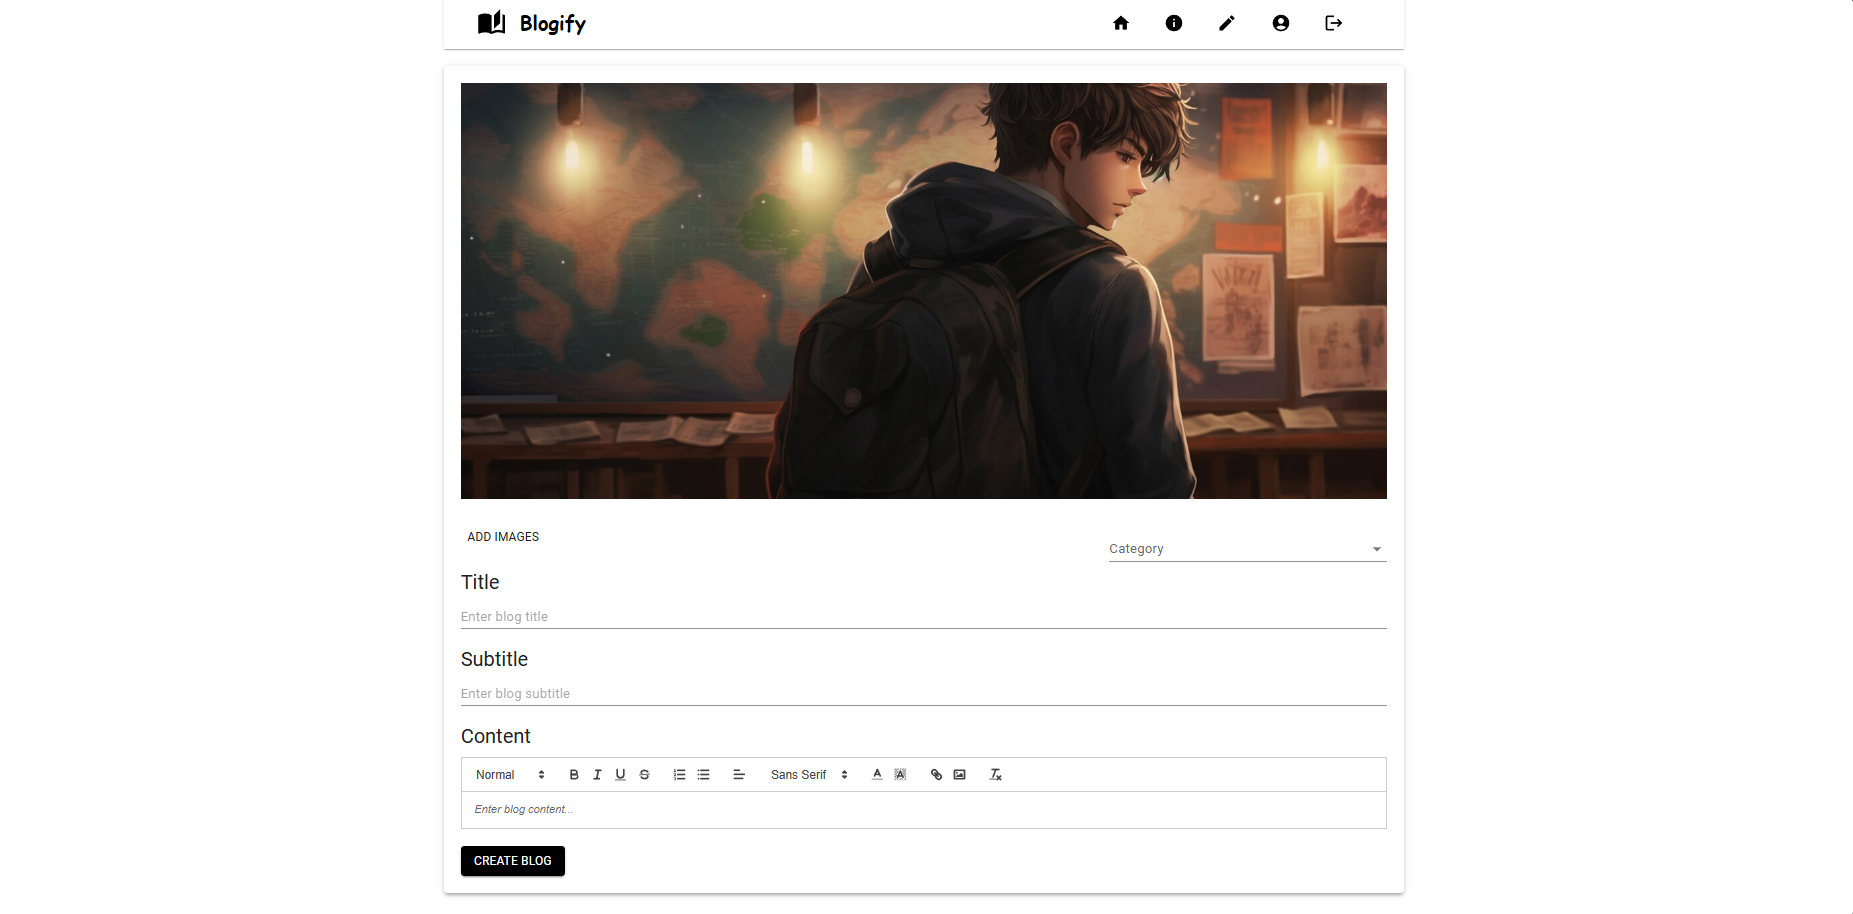 Blogify
ADD IMAGES
Category
Title
Enter blog title
Subtitle
Enter blog subtitle
Content
Normal Sans Serif
Enter blog content...
CREATE BLOG